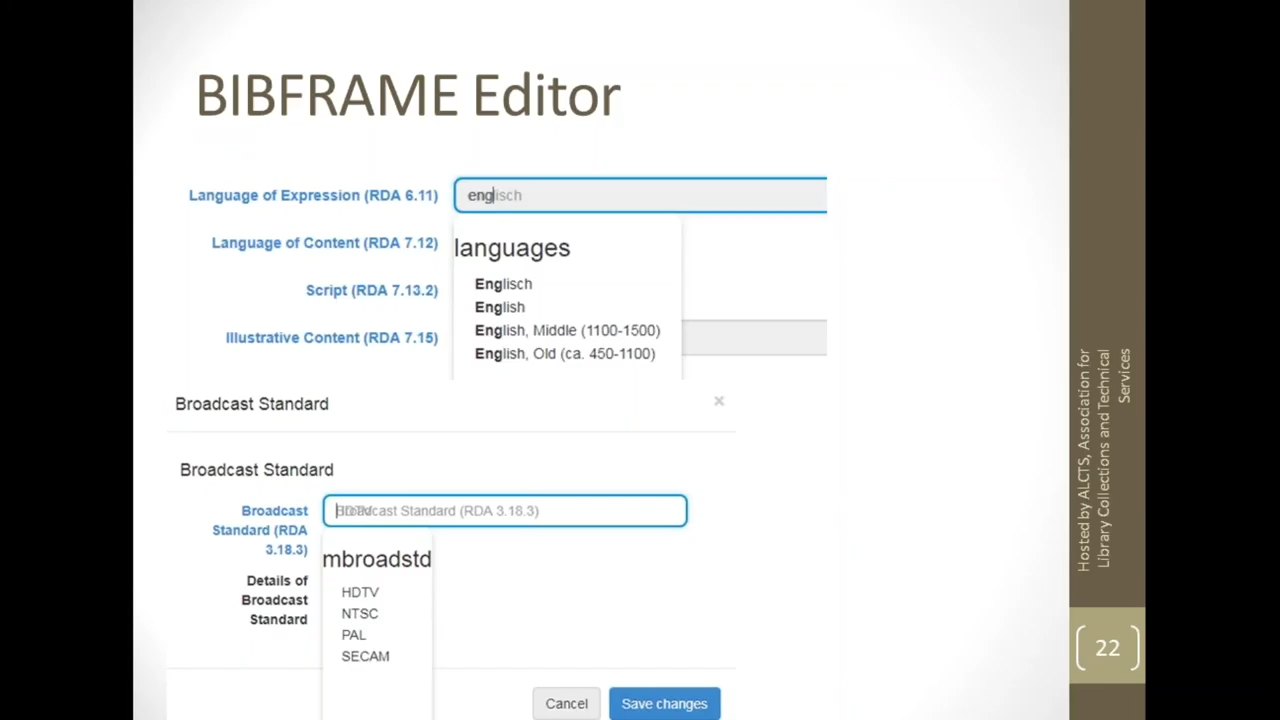 BIBFRAME Editor
Language of Expression (RDA 6.11)
englisch
Language of Content (RDA 7.12)
languages
Englisch
Script (RDA 7.13.2)
English
Illustrative Content (RDA 7.15)
English, Middle (1100-1500)
English, Old (ca. 450-1100)
Broadcast Standard
×
Broadcast Standard
Broadcast
Standard (RDA
3.18.3)
Broadcast Standard (RDA 3.18.3)
mbroadstd
Details of
Broadcast
Standard
HDTV
NTSC
PAL
SECAM
Cancel
Save changes
Hosted by ALCTS, Association for
Library Collections and Technical
Services
22